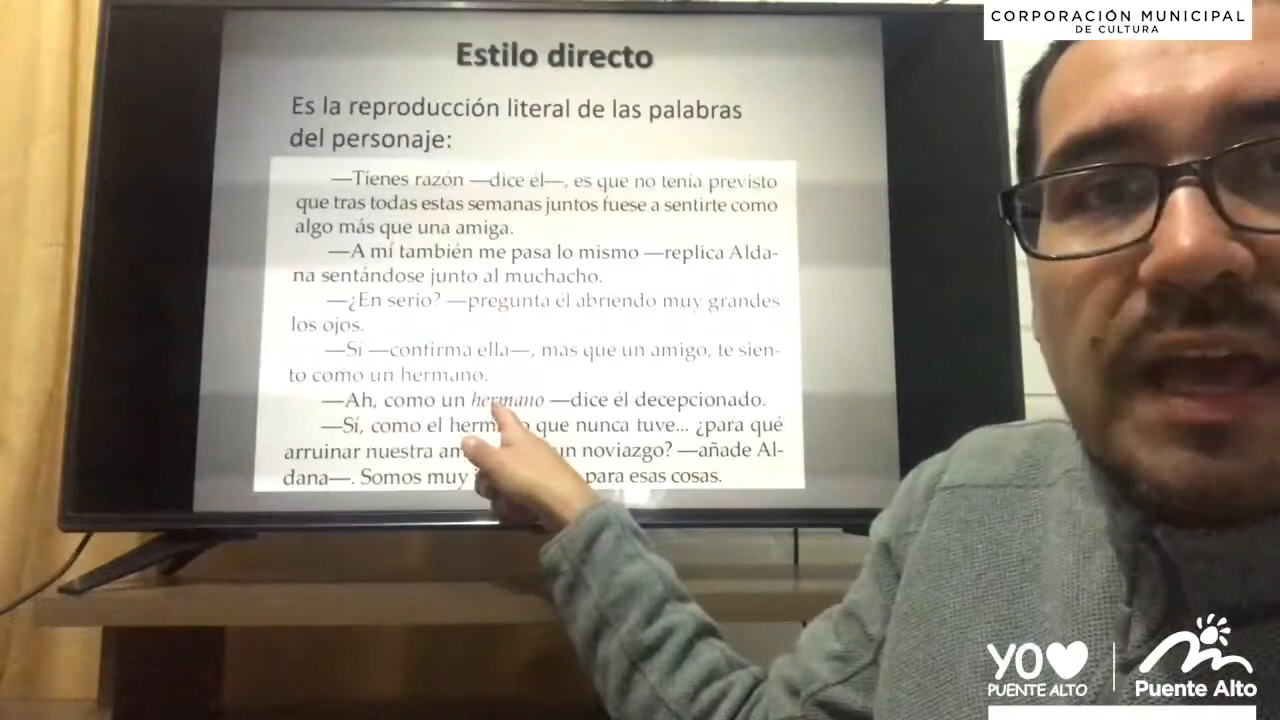 CORPORACIÓN MUNICIPAL
DE CULTURA
Estilo directo
Es la reproducción literal de las palabras
del personaje:
—Tienes razón —dice él—, es que no tenía previsto
que tras todas estas semanas juntos fuese a sentirte como
algo más que una amiga.
—A mí también me pasa lo mismo —replica Alda-
na sentándose junto al muchacho.
—¿En serio? —pregunta él abriendo muy grandes
los ojos.
—Sí —confirma ella—, más que un amigo, te sien-
to como un hermano.
—Ah, como un hermano —dice él decepcionado.
—Sí, como el que nunca tuve... ¿para qué
arruinar nuestra un noviazgo? —añade Al-
dana—. Somos muy para esas cosas.
YO
PUENTE ALTO
Puente Alto